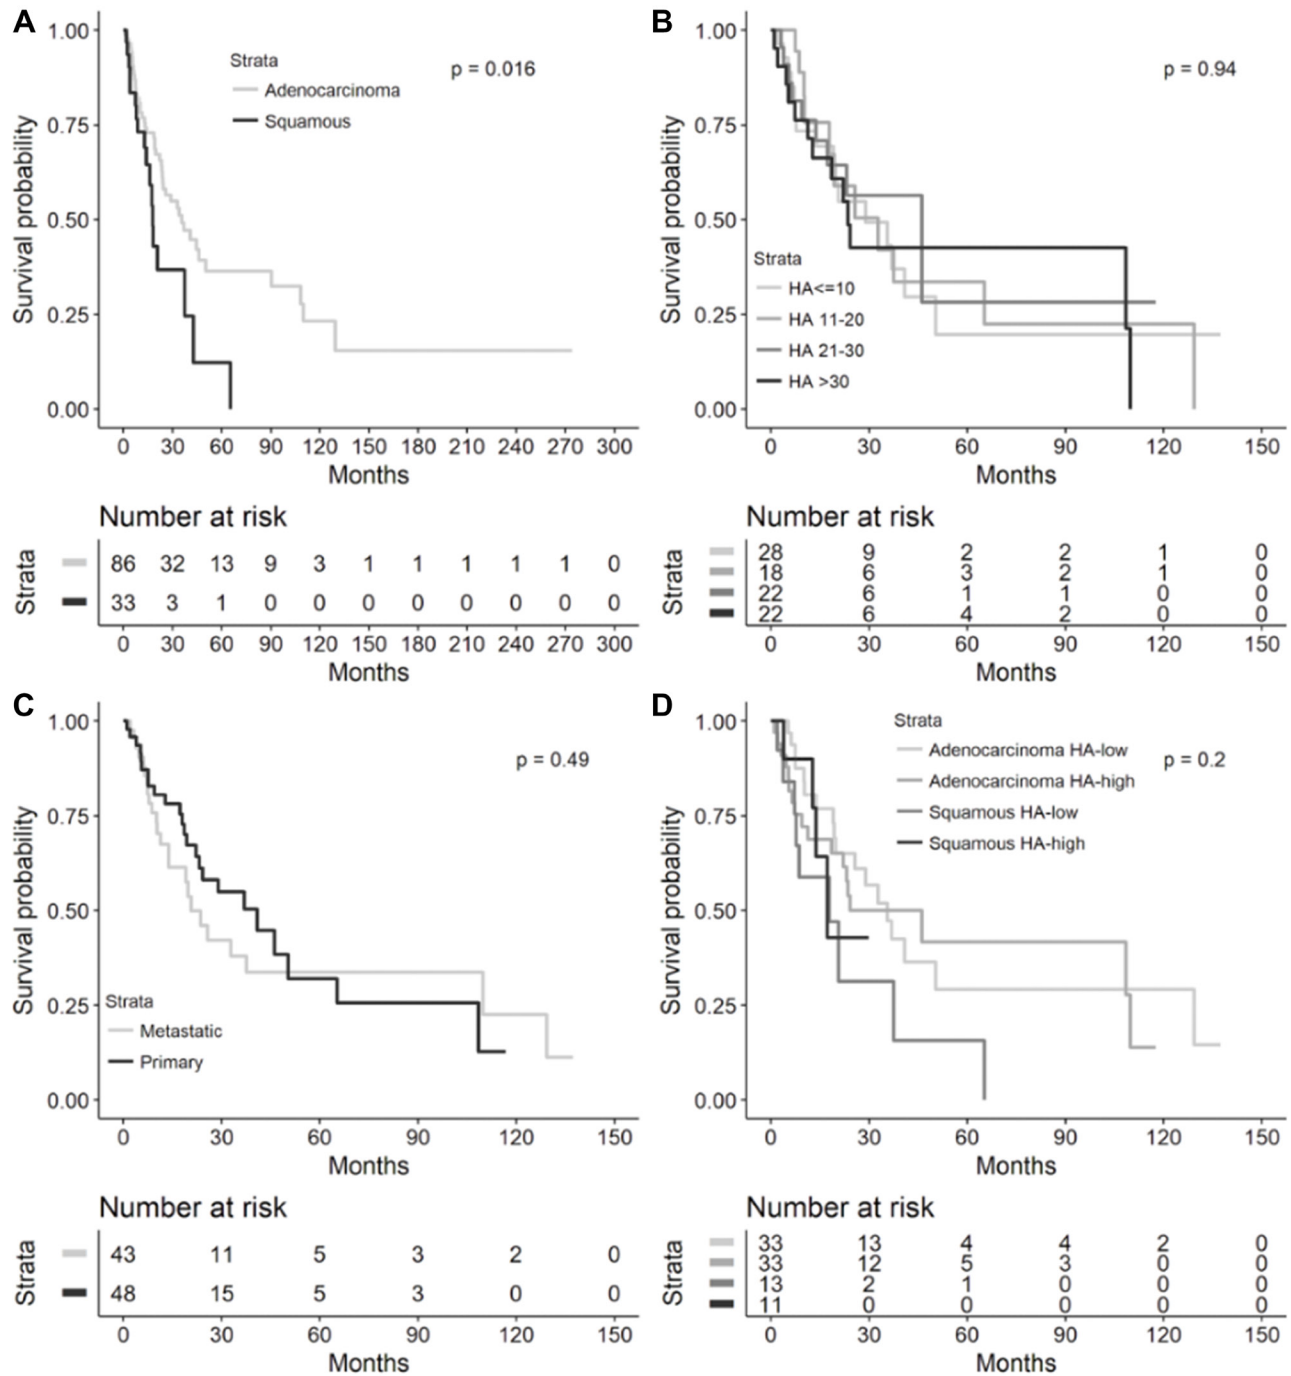 A
1.00
0.75
0.50
0.25
0.00
Survival probability
Strata
Adenocarcinoma
Squamous
p = 0.016
0 30 60 90 120 150 180 210 240 270 300
Months
Number at risk
Strata
86 32 13 9 3 1 1 1 1 1 0
33 3 1 0 0 0 0 0 0 0 0
0 30 60 90 120 150 180 210 240 270 300
Months
B
1.00
0.75
0.50
0.25
0.00
Survival probability
p = 0.94
Strata
HA<=10
HA 11-20
HA 21-30
HA >30
0 30 60 90 120 150
Months
Number at risk
Strata
28 9 2 2 1 0
18 6 3 2 1 0
22 6 1 1 0 0
22 6 4 2 0 0
0 30 60 90 120 150
Months
C
1.00
0.75
0.50
0.25
0.00
Survival probability
p = 0.49
Strata
Metastatic
Primary
0 30 60 90 120 150
Months
Number at risk
Strata
43 11 5 3 2 0
48 15 5 3 0 0
0 30 60 90 120 150
Months
D
1.00
0.75
0.50
0.25
0.00
Survival probability
Strata
Adenocarcinoma HA-low
Adenocarcinoma HA-high
Squamous HA-low
Squamous HA-high
p = 0.2
0 30 60 90 120 150
Months
Number at risk
Strata
33 13 4 4 2 0
33 12 5 3 0 0
13 2 1 0 0 0
11 0 0 0 0 0
0 30 60 90 120 150
Months